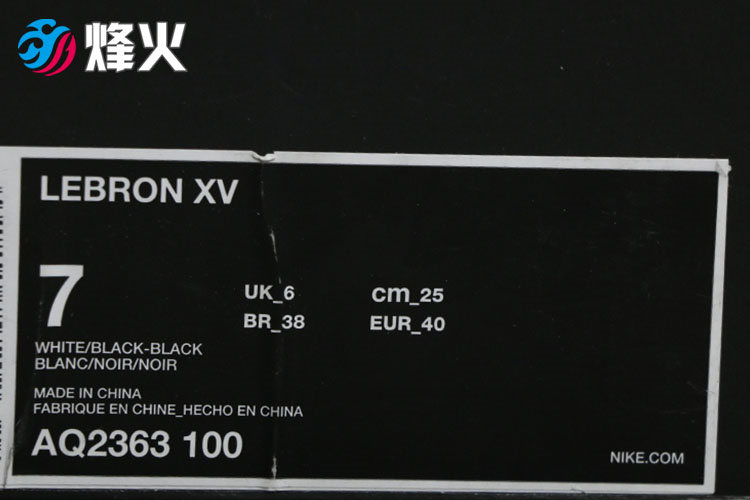 烽火
LEBRON XV
7
UK_6 cm_25
BR_38 EUR_40
WHITE/BLACK-BLACK
BLANC/NOIR/NOIR
MADE IN CHINA
FABRIQUE EN CHINE_HECHO EN CHINA
AQ2363 100
NIKE.COM